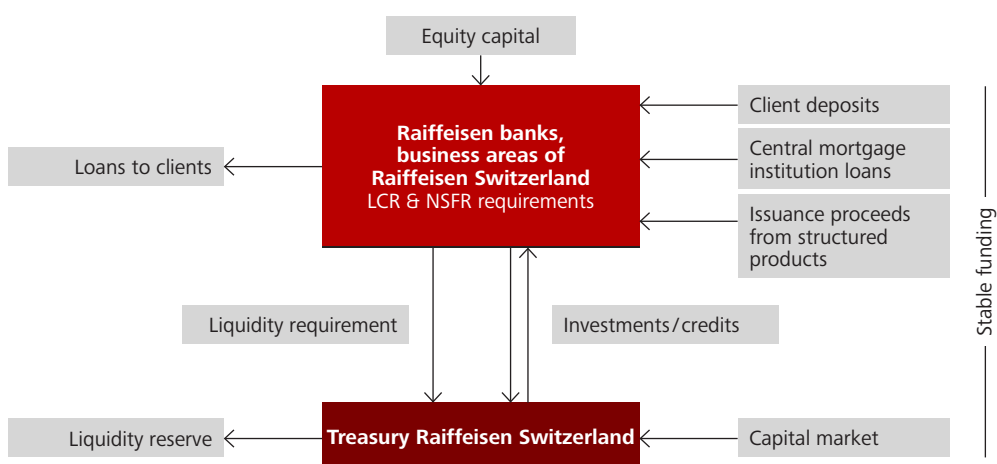 Equity capital
Raiffeisen banks,
business areas of
Raiffeisen Switzerland
LCR & NSFR requirements
Client deposits
Central mortgage
institution loans
Issuance proceeds
from structured
products
Loans to clients
Stable funding
Liquidity requirement
Investments/credits
Liquidity reserve
Treasury Raiffeisen Switzerland
Capital market